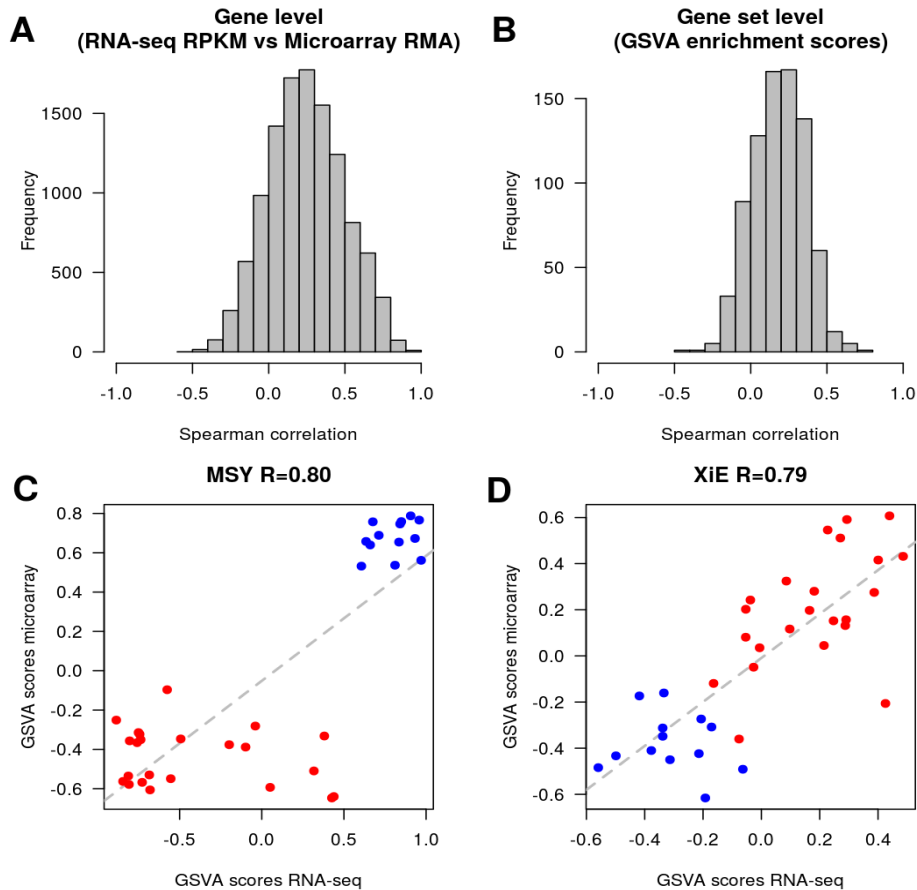 A
Gene level
(RNA-seq RPKM vs Microarray RMA)
Frequency
1500
1000
500
0
-1.0 -0.5 0.0 0.5 1.0
Spearman correlation
B
Gene set level
(GSVA enrichment scores)
Frequency
150
100
50
0
-1.0 -0.5 0.0 0.5 1.0
Spearman correlation
C
MSY R=0.80
GSVA scores microarray
0.8
0.6
0.4
0.2
0.0
-0.2
-0.4
-0.6
-0.5 0.0 0.5 1.0
GSVA scores RNA-seq
D
XiE R=0.79
GSVA scores microarray
0.6
0.4
0.2
0.0
-0.2
-0.4
-0.6
-0.6 -0.4 -0.2 0.0 0.2 0.4
GSVA scores RNA-seq